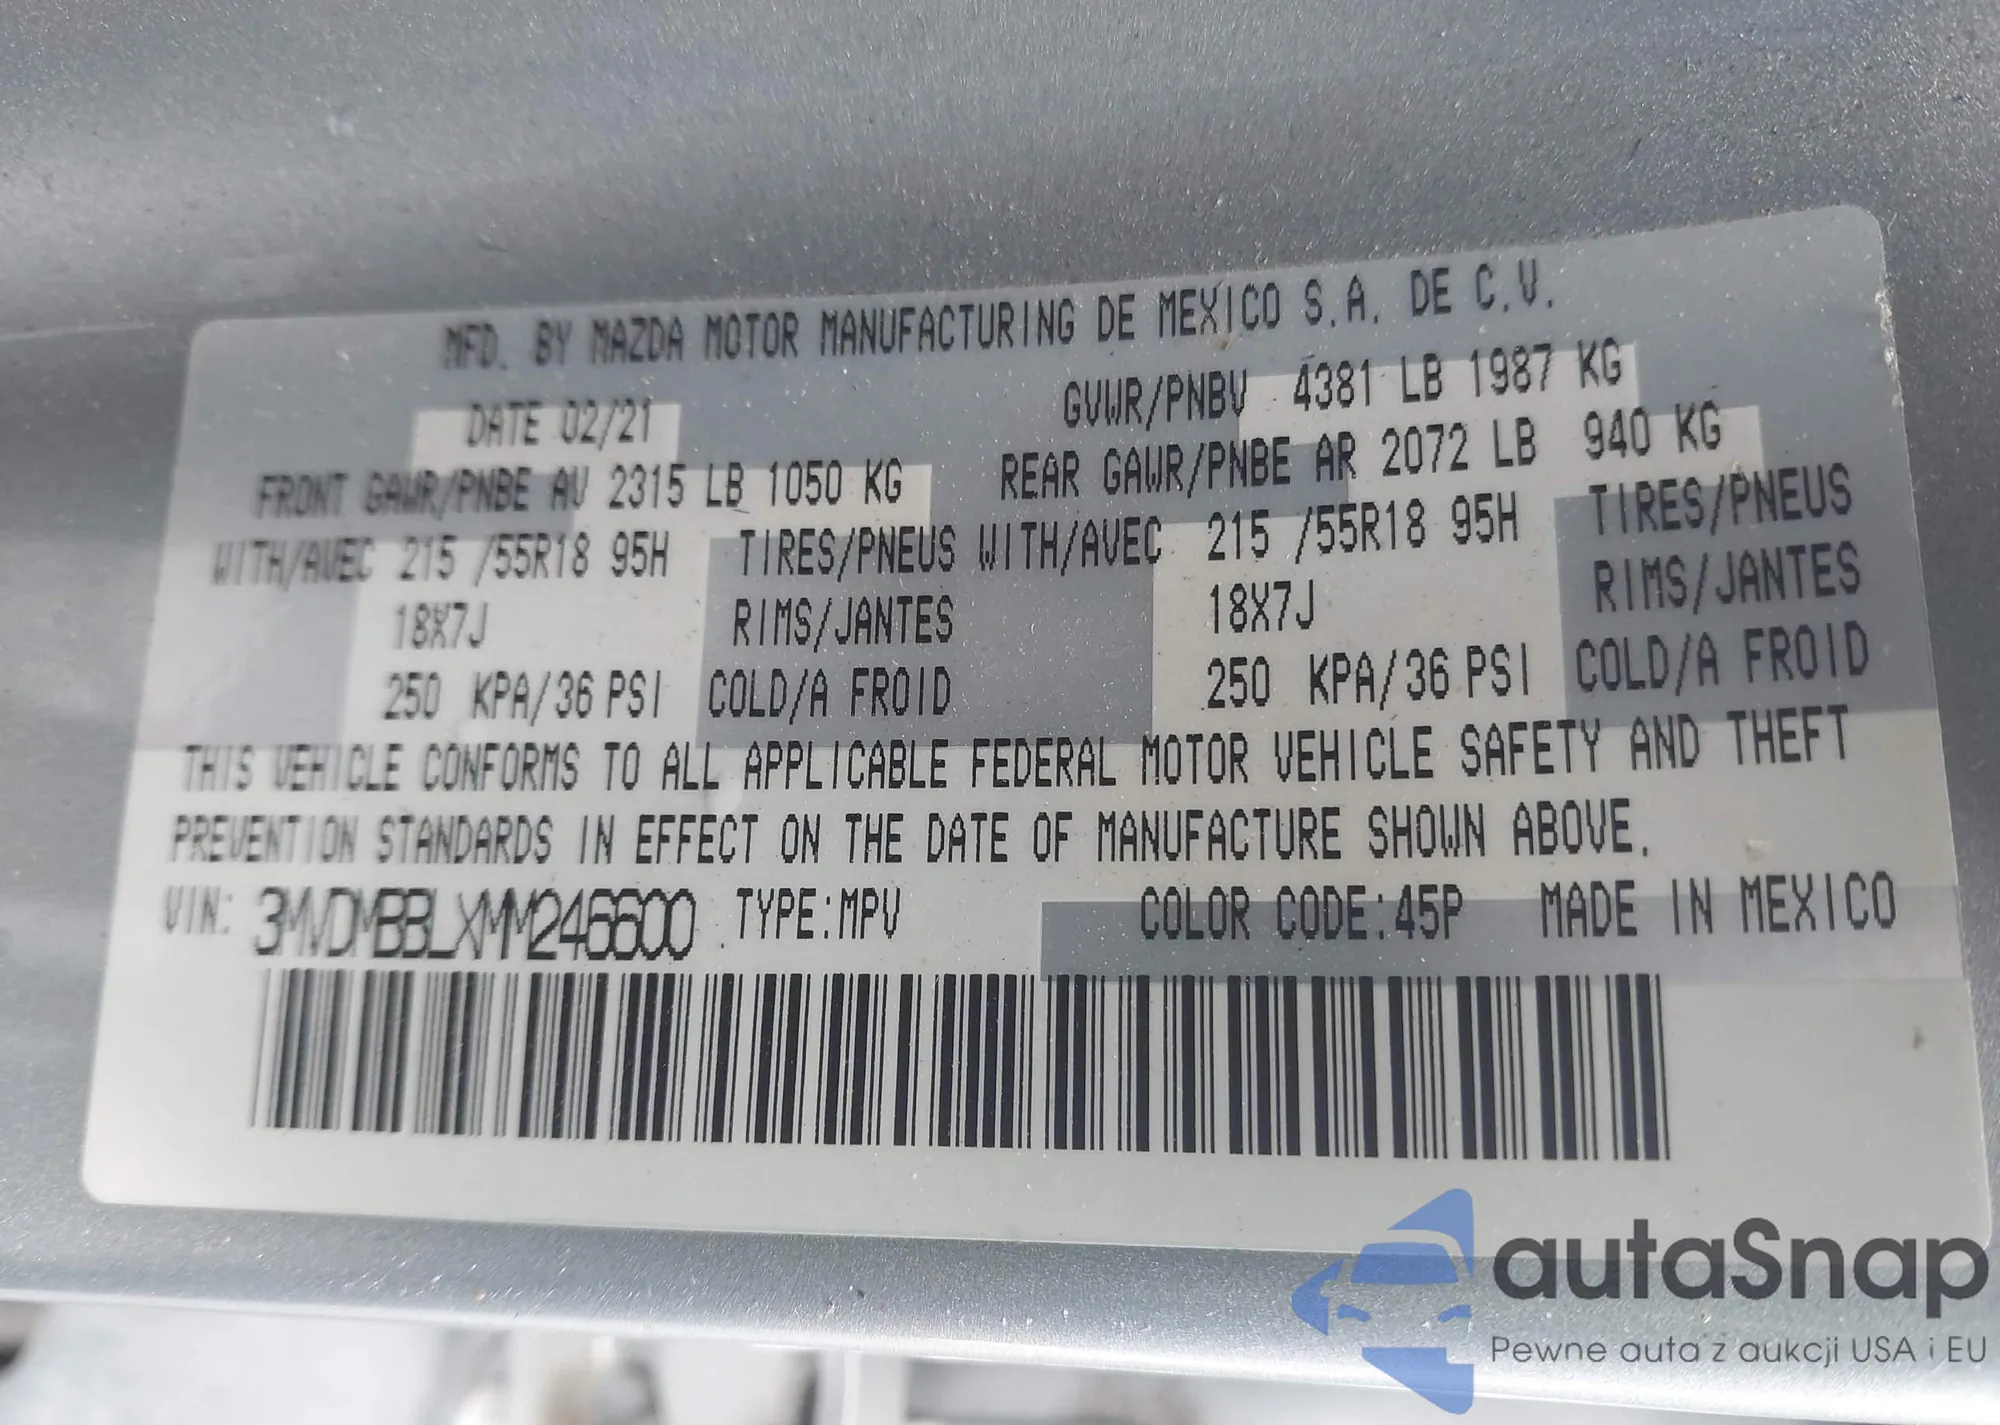 MFD. BY MAZDA MOTOR MANUFACTURING DE MEXICO S.A. DE C.V.
DATE 02/21 GVWR/PNBV 4381 LB 1987 KG
FRONT GAWR/PNBE AV 2315 LB 1050 KG REAR GAWR/PNBE AR 2072 LB 940 KG
WITH/AVEC 215 /55R18 95H TIRES/PNEUS WITH/AVEC 215 /55R18 95H TIRES/PNEUS
18X7J RIMS/JANTES 18X7J RIMS/JANTES
250 KPA/36 PSI COLD/A FROID 250 KPA/36 PSI COLD/A FROID
THIS VEHICLE CONFORMS TO ALL APPLICABLE FEDERAL MOTOR VEHICLE SAFETY AND THEFT
PREVENTION STANDARDS IN EFFECT ON THE DATE OF MANUFACTURE SHOWN ABOVE.
VIN: 3MVDMBBLXMM246600 TYPE:MPV COLOR CODE:45P MADE IN MEXICO
autaSnap
Pewne auta z aukcji USA i EU